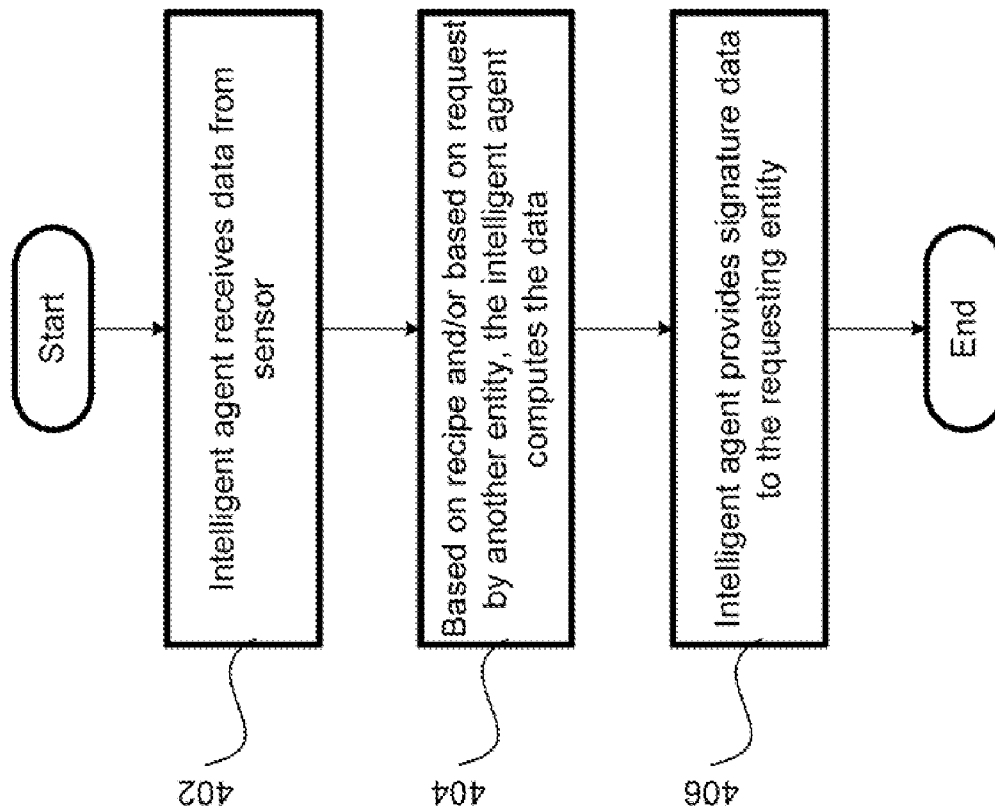 Start
Intelligent agent receives data from
sensor
402
Based on recipe and/or based on request
by another entity, the intelligent agent
computes the data
404
Intelligent agent provides signature data
to the requesting entity
406
End